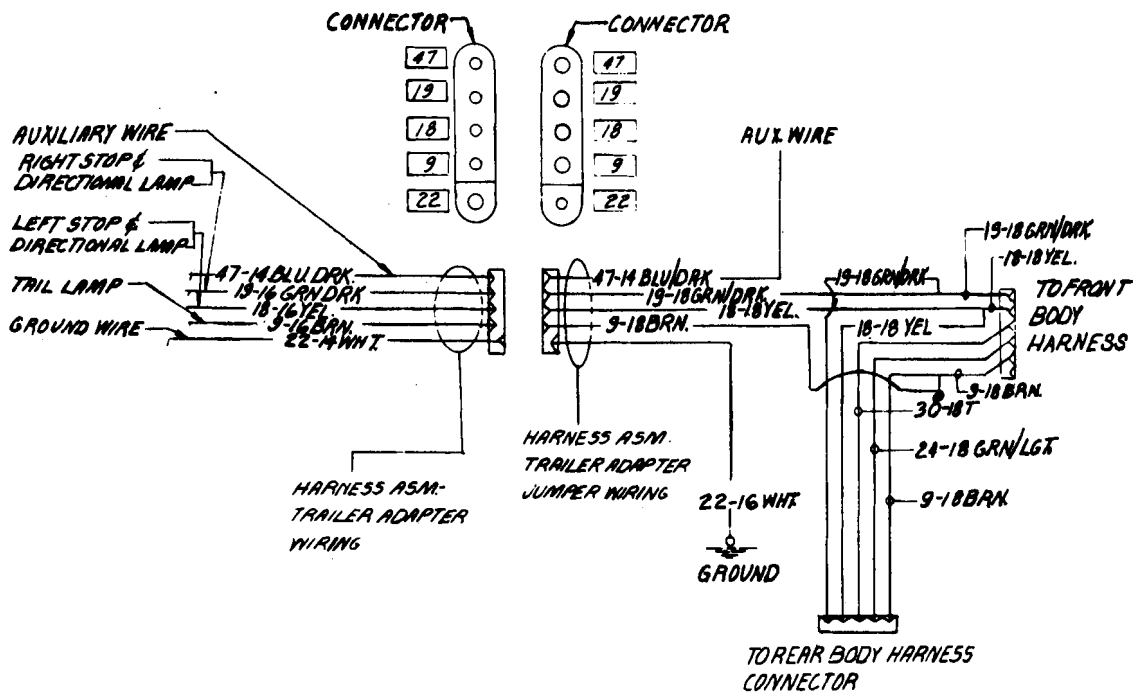 CONNECTOR
CONNECTOR
47
47
19
19
18
18
9
9
22
22
AUXILIARY WIRE
RIGHT STOP &
DIRECTIONAL LAMP
LEFT STOP &
DIRECTIONAL LAMP
TAIL LAMP
GROUND WIRE
47-14 BLU. DRK.
19-16 GRN DRK
18-16 YEL.
9-16 BRN.
22-14 WHT.
HARNESS ASM.-
TRAILER ADAPTER
WIRING
AUX. WIRE
47-14 BLU/DRK
19-18 GRN/DRK
18-18 YEL.
9-18 BRN.
HARNESS ASM.
TRAILER ADAPTER
JUMPER WIRING
22-16 WHT.
GROUND
19-18 GRN/DRK
18-18 YEL.
19-18 GRN/DRK
18-18 YEL
TO FRONT
BODY
HARNESS
9-18 BRN.
30-18T
24-18 GRN/LGT.
9-18 BRN.
TO REAR BODY HARNESS
CONNECTOR